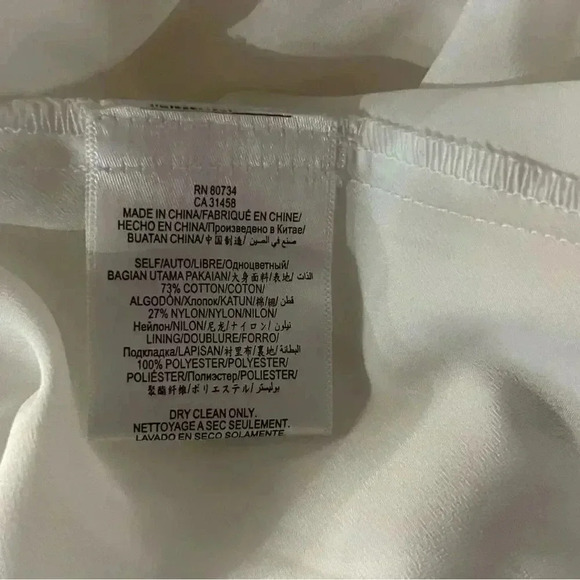 RN 80734
CA 31458
MADE IN CHINA/FABRIQUÉ EN CHINE/
HECHO EN CHINA/Произведено в Китае/
BUATAN CHINA/中国制造/ صنع في الصين/
SELF/AUTO/LIBRE/Одноцветный/
BAGIAN UTAMA PAKAIAN/大身面料/表地/ الذات/
73% COTTON/COTON/
ALGODÓN/Хлопок/KATUN/棉/綿/ قطن/
27% NYLON/NYLON/NILON/
Нейлон/NILON/尼龙/ナイロン/ نيلون/
LINING/DOUBLURE/FORRO/
Подкладка/LAPISAN/衬里布/裏地/ البطانة/
100% POLYESTER/POLYESTER/
POLIÉSTER/Полиэстер/POLIESTER/
聚酯纤维/ポリエステル/ بوليستر/
DRY CLEAN ONLY.
NETTOYAGE A SEC SEULEMENT.
LAVADO EN SECO SOLAMENTE